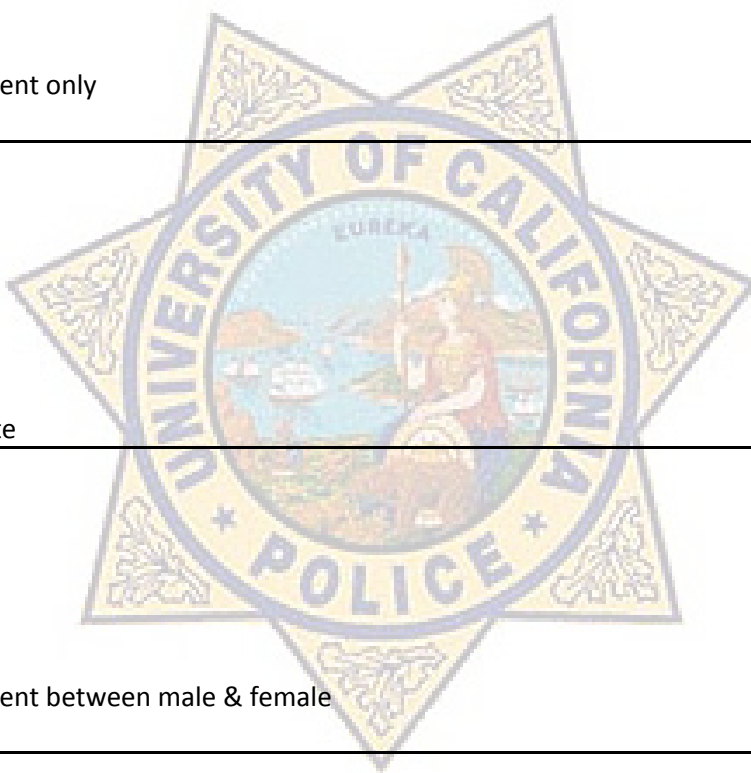 ent only
UNIVERSITY OF CALIFORNIA
EUREKA
te
POLICE
ent between male & female